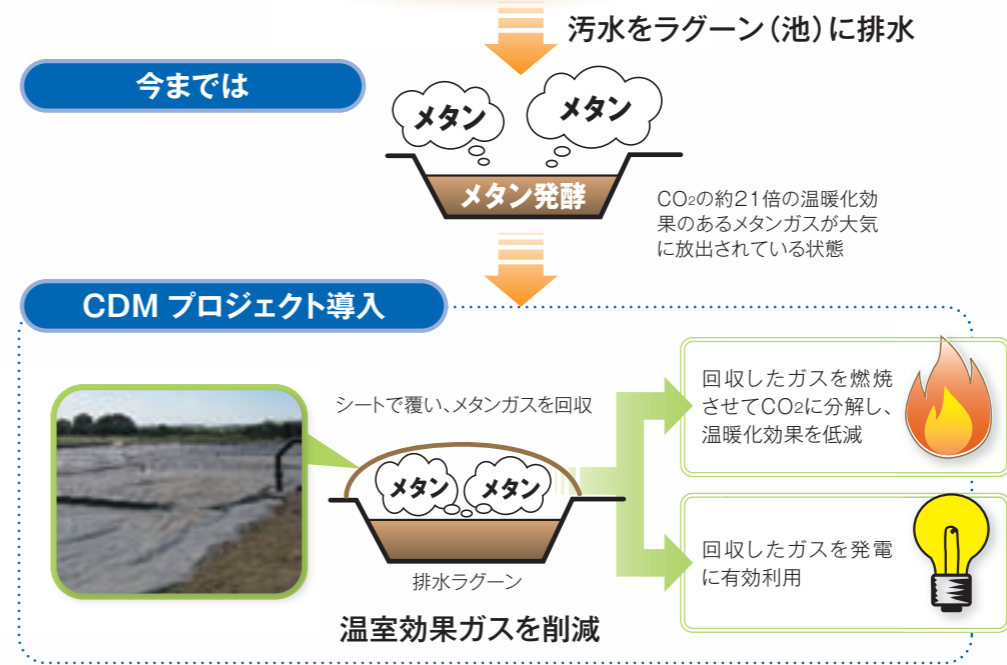 汚水をラグーン（池）に排水
今までは
メタン
メタン
メタン発酵
CO2の約21倍の温暖化効
果のあるメタンガスが大気
に放出されている状態
CDM プロジェクト導入
シートで覆い、メタンガスを回収
メタン
メタン
排水ラグーン
温室効果ガスを削減
回収したガスを燃焼
させてCO2に分解し、
温暖化効果を低減
回収したガスを発電
に有効利用